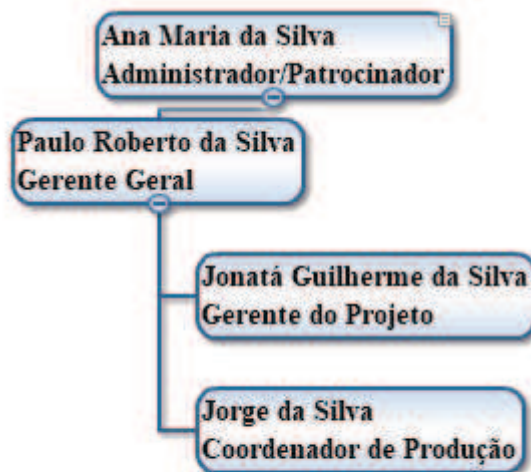 Ana Maria da Silva
Administrador/Patrocinador
Paulo Roberto da Silva
Gerente Geral
Jonatá Guilherme da Silva
Gerente do Projeto
Jorge da Silva
Coordenador de Produção